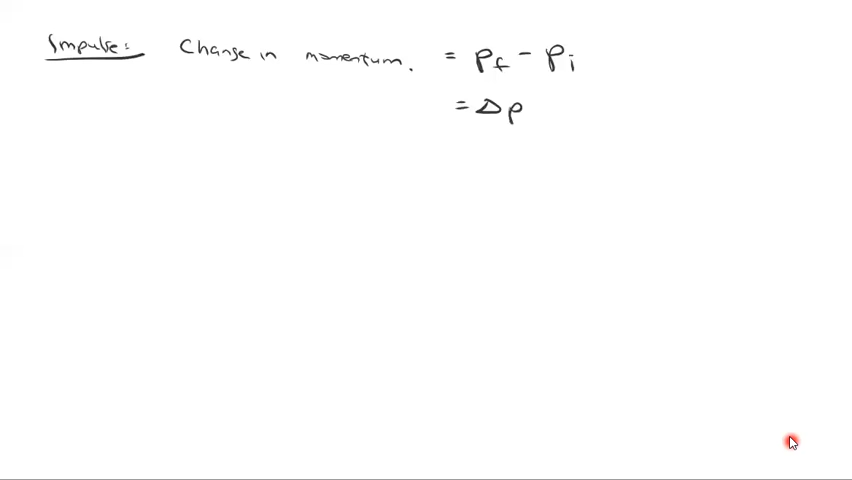 Impulse: Change in momentum. = Pf - Pi
= Δp